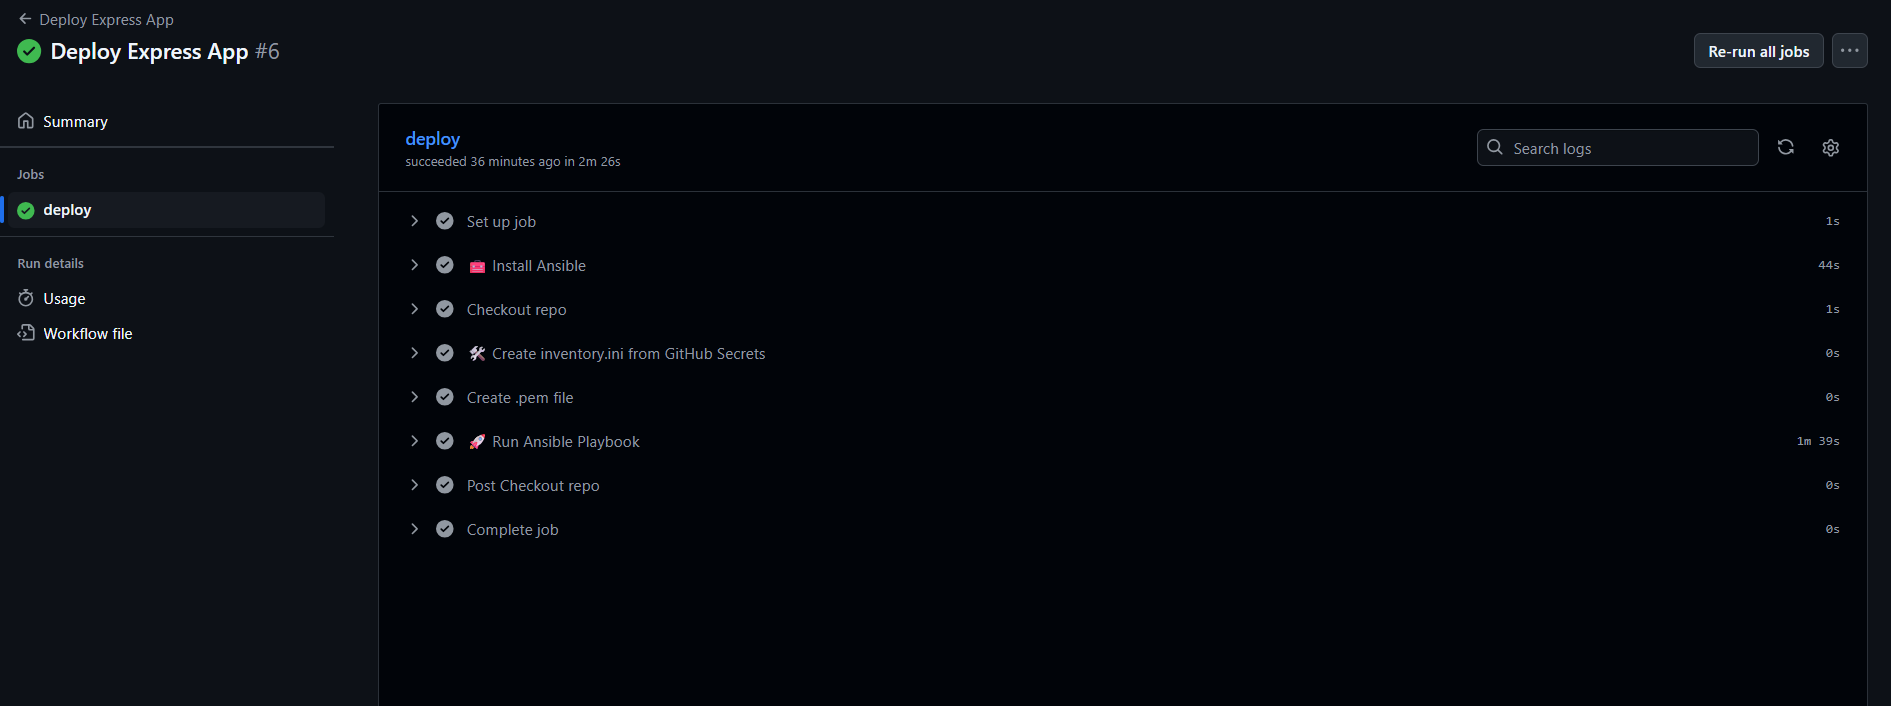 Deploy Express App
Deploy Express App #6
Re-run all jobs
Summary
Jobs
deploy
Run details
Usage
Workflow file
deploy
succeeded 36 minutes ago in 2m 26s
Search logs
Set up job 1s
🧰 Install Ansible 44s
Checkout repo 1s
🛠 Create inventory.ini from GitHub Secrets 0s
Create .pem file 0s
🚀 Run Ansible Playbook 1m 39s
Post Checkout repo 0s
Complete job 0s